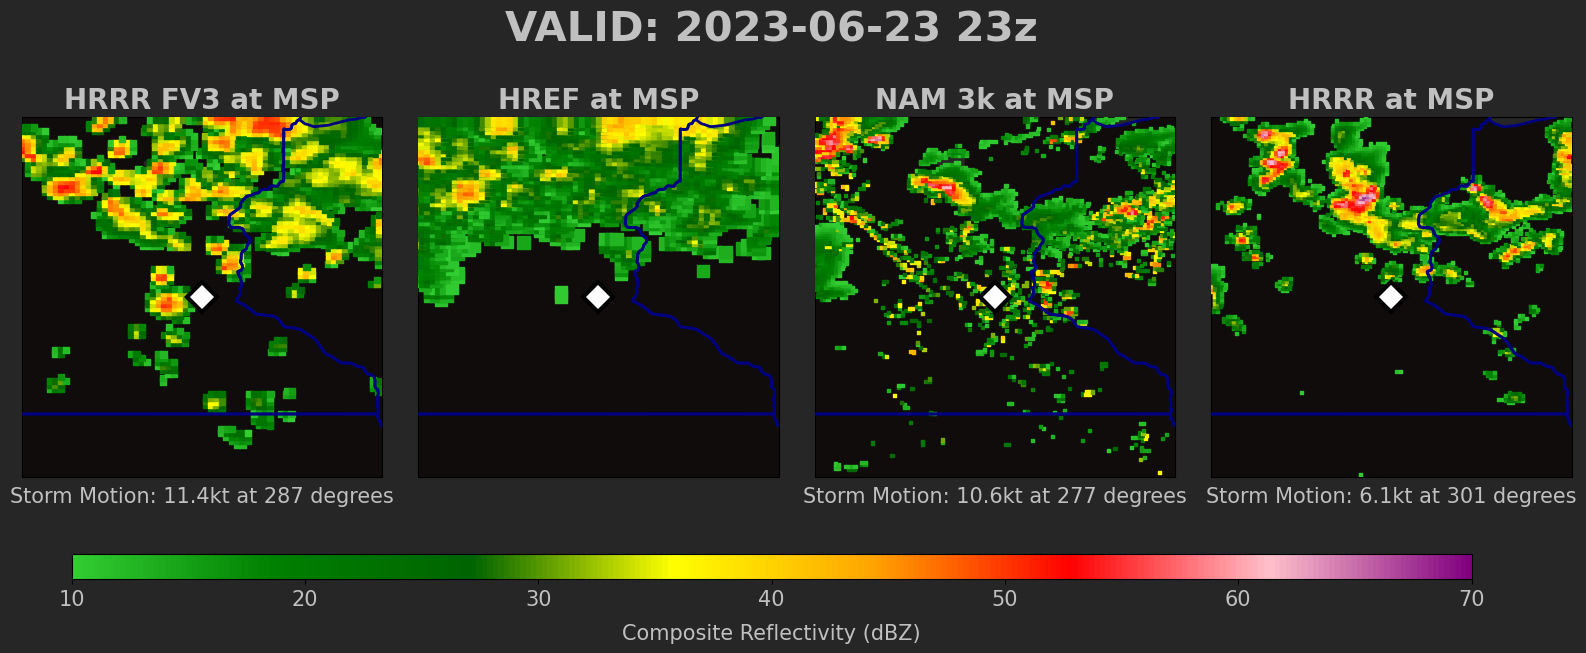 VALID: 2023-06-23 23z
HRRR FV3 at MSP
HREF at MSP
NAM 3k at MSP
HRRR at MSP
Storm Motion: 11.4kt at 287 degrees
Storm Motion: 10.6kt at 277 degrees
Storm Motion: 6.1kt at 301 degrees
10 20 30 40 50 60 70
Composite Reflectivity (dBZ)